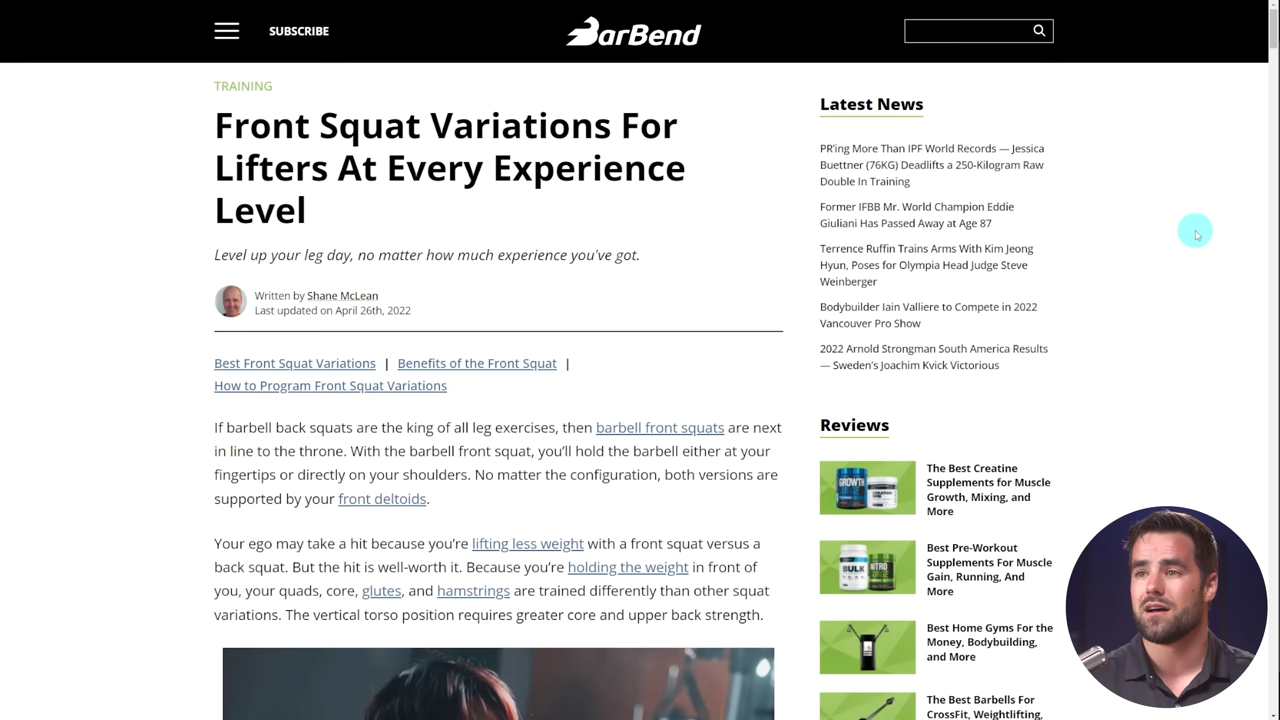 SUBSCRIBE
BarBend
TRAINING
Front Squat Variations For
Lifters At Every Experience
Level
Level up your leg day, no matter how much experience you've got.
Written by Shane McLean
Last updated on April 26th, 2022
Best Front Squat Variations | Benefits of the Front Squat |
How to Program Front Squat Variations
If barbell back squats are the king of all leg exercises, then barbell front squats are next
in line to the throne. With the barbell front squat, you’ll hold the barbell either at your
fingertips or directly on your shoulders. No matter the configuration, both versions are
supported by your front deltoids.
Your ego may take a hit because you’re lifting less weight with a front squat versus a
back squat. But the hit is well-worth it. Because you’re holding the weight in front of
you, your quads, core, glutes, and hamstrings are trained differently than other squat
variations. The vertical torso position requires greater core and upper back strength.
Latest News
PR’ing More Than IPF World Records — Jessica
Buettner (76KG) Deadlifts a 250-Kilogram Raw
Double In Training
Former IFBB Mr. World Champion Eddie
Giuliani Has Passed Away at Age 87
Terrence Ruffin Trains Arms With Kim Jeong
Hyun, Poses for Olympia Head Judge Steve
Weinberger
Bodybuilder Iain Valliere to Compete in 2022
Vancouver Pro Show
2022 Arnold Strongman South America Results
— Sweden’s Joachim Kvick Victorious
Reviews
GROWTH
The Best Creatine
Supplements for Muscle
Growth, Mixing, and
More
BULK
NITRO
Best Pre-Workout
Supplements For Muscle
Gain, Running, And
More
Best Home Gyms For the
Money, Bodybuilding,
and More
The Best Barbells For
CrossFit, Weightlifting,